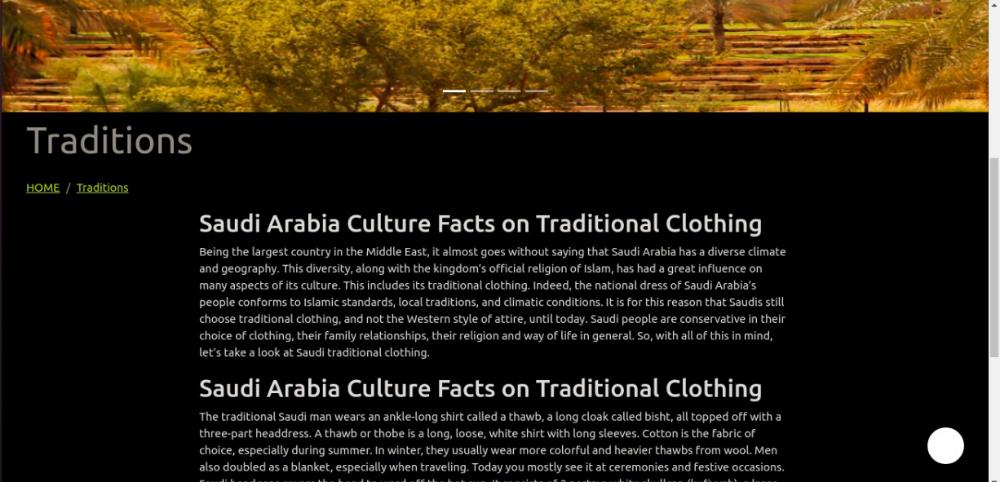 Traditions
HOME / Traditions
Saudi Arabia Culture Facts on Traditional Clothing
Being the largest country in the Middle East, it almost goes without saying that Saudi Arabia has a diverse climate
and geography. This diversity, along with the kingdom's official religion of Islam, has had a great influence on
many aspects of its culture. This includes its traditional clothing. Indeed, the national dress of Saudi Arabia's
people conforms to Islamic standards, local traditions, and climatic conditions. It is for this reason that Saudis still
choose traditional clothing, and not the Western style of attire, until today. Saudi people are conservative in their
choice of clothing, their family relationships, their religion and way of life in general. So, with all of this in mind,
let's take a look at Saudi traditional clothing.
Saudi Arabia Culture Facts on Traditional Clothing
The traditional Saudi man wears an ankle-long shirt called a thawb, a long cloak called bisht, all topped off with a
three-part headdress. A thawb or thobe is a long, loose, white shirt with long sleeves. Cotton is the fabric of
choice, especially during summer. In winter, they usually wear more colorful and heavier thawbs from wool. Men
also doubled as a blanket, especially when traveling. Today you mostly see it at ceremonies and festive occasions.